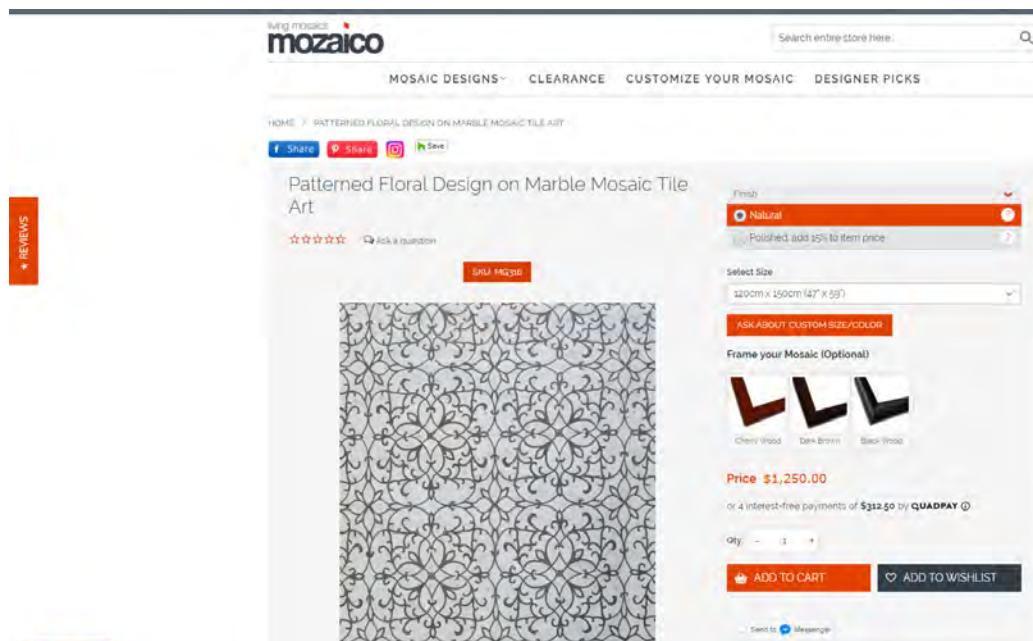 living mosaics
mozaico
Search entire store here...
MOSAIC DESIGNS
CLEARANCE
CUSTOMIZE YOUR MOSAIC
DESIGNER PICKS
HOME / PATTERNED FLORAL DESIGN ON MARBLE MOSAIC TILE ART
f Share
Share
Save
Patterned Floral Design on Marble Mosaic Tile
Art
Ask a question
SKU: MG316
★ REVIEWS
Finish
Natural
?
Polished, add 15% to item price
?
Select Size
120cm x 150cm (47" x 59")
ASK ABOUT CUSTOM SIZE/COLOR
Frame your Mosaic (Optional)
Cherry Wood
Dark Brown
Black Wood
Price $1,250.00
or 4 interest-free payments of $312.50 by QUADPAY
Qty: - 1 +
ADD TO CART
ADD TO WISHLIST
Send to Messenger